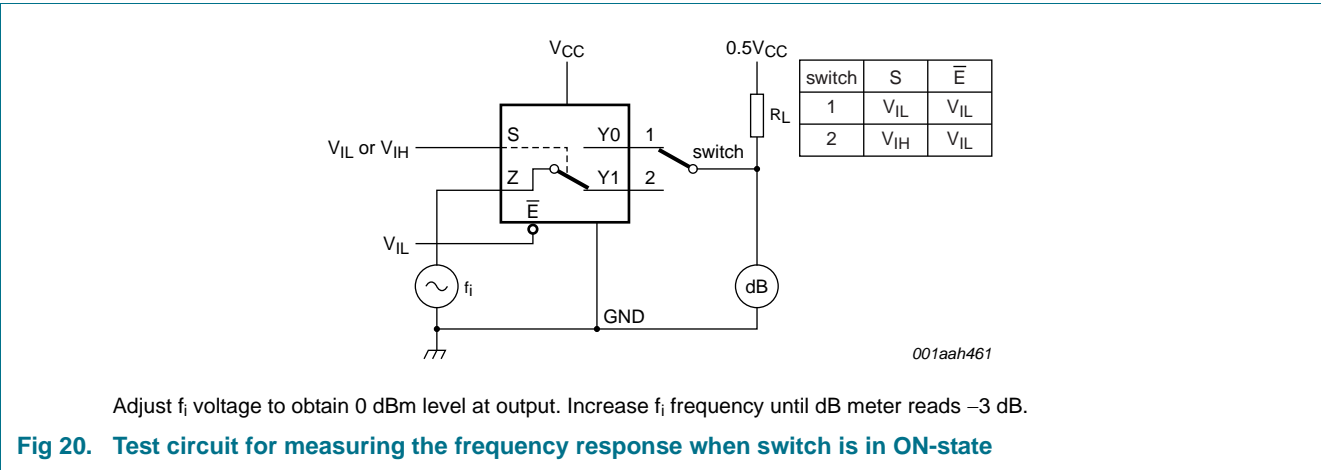 VCC
0.5VCC
switch S E̅
1 VIL VIL
2 VIH VIL
RL
S
Y0
1
switch
VIL or VIH
Z
Y1
2
E̅
VIL
fi
dB
GND
001aah461
Adjust fi voltage to obtain 0 dBm level at output. Increase fi frequency until dB meter reads −3 dB.
Fig 20. Test circuit for measuring the frequency response when switch is in ON-state